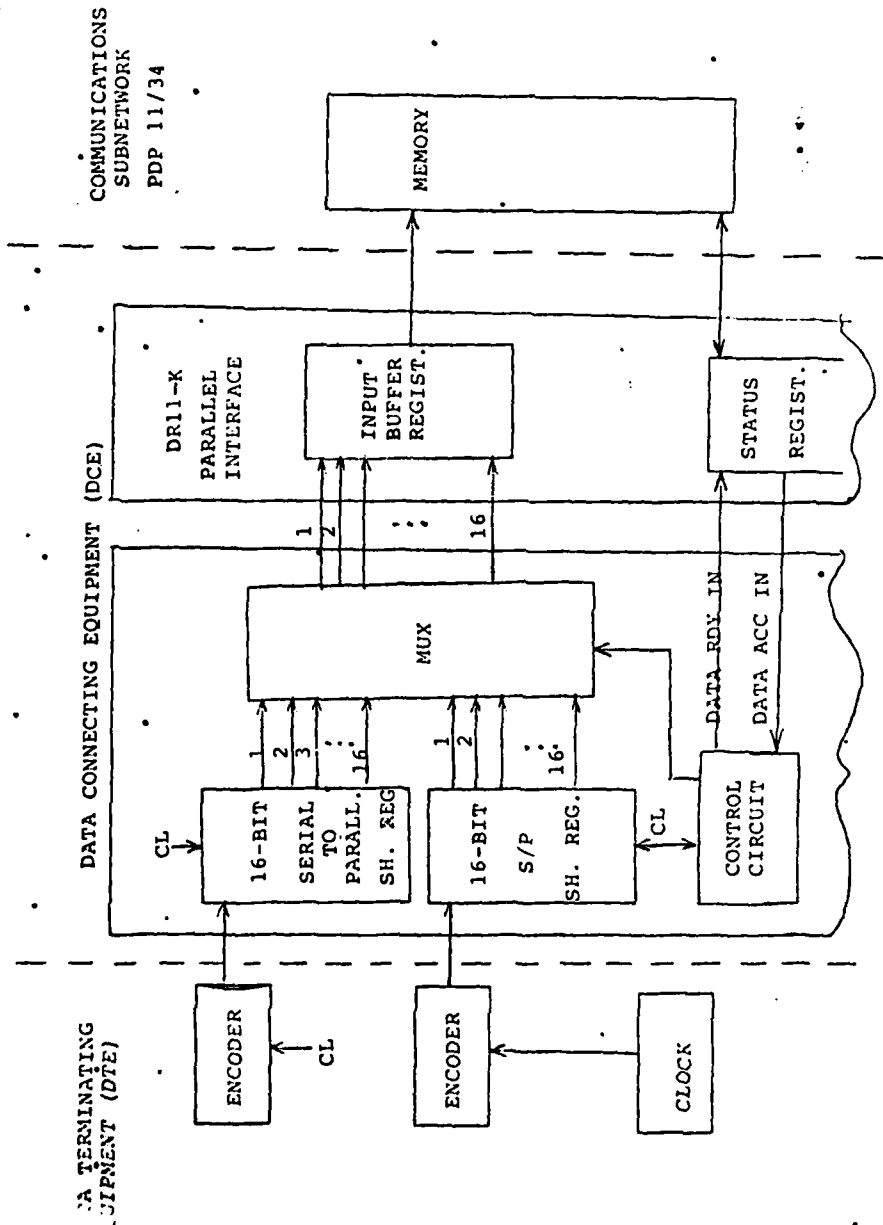 COMMUNICATIONS
SUBNETWORK
PDP 11/34
MEMORY
DATA CONNECTING EQUIPMENT (DCE)
DR11-K
PARALLEL
INTERFACE
INPUT
BUFFER
REGIST.
STATUS
REGIST.
1
2
16
MUX
DATA RDY IN
DATA ACC IN
1
2
3
16
1
2
16
CL
16-BIT
SERIAL
TO
PARALL.
SH. REG
16-BIT
S/P
SH. REG.
CL
CONTROL
CIRCUIT
TA TERMINATING
UIPMENT (DTE)
ENCODER
CL
ENCODER
CLOCK